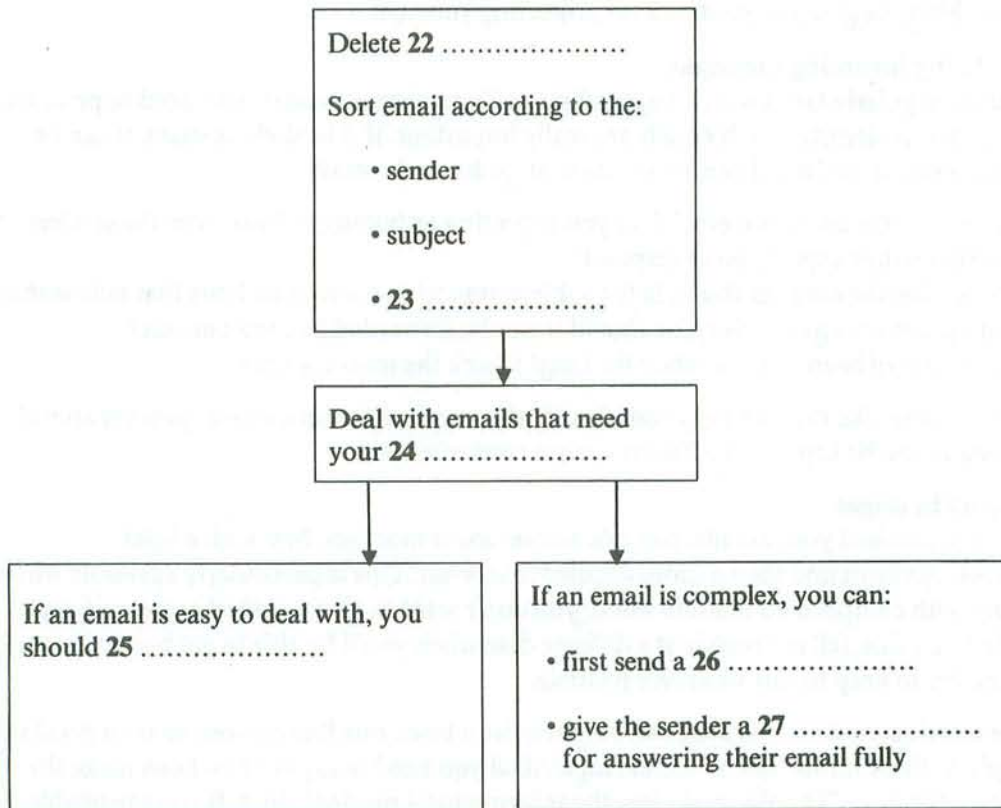 Delete 22 ..............................
Sort email according to the:
• sender
• subject
• 23 ..........................
Deal with emails that need
your 24 ..............................
If an email is easy to deal with, you
should 25 ..............................
If an email is complex, you can:
• first send a 26 ..............................
• give the sender a 27 ......................
for answering their email fully